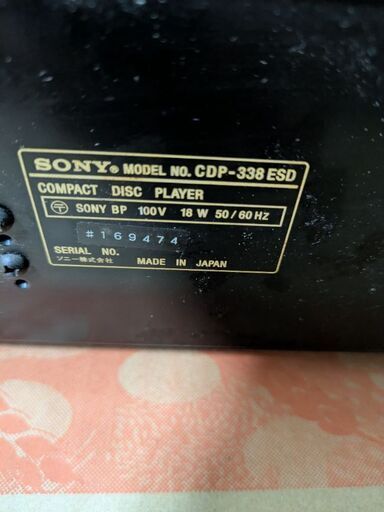 SONY® MODEL NO. CDP-338ESD
COMPACT DISC PLAYER
〒 SONY BP 100V 18 W 50/60 Hz
#169474
SERIAL NO.
ソニー株式会社 MADE IN JAPAN